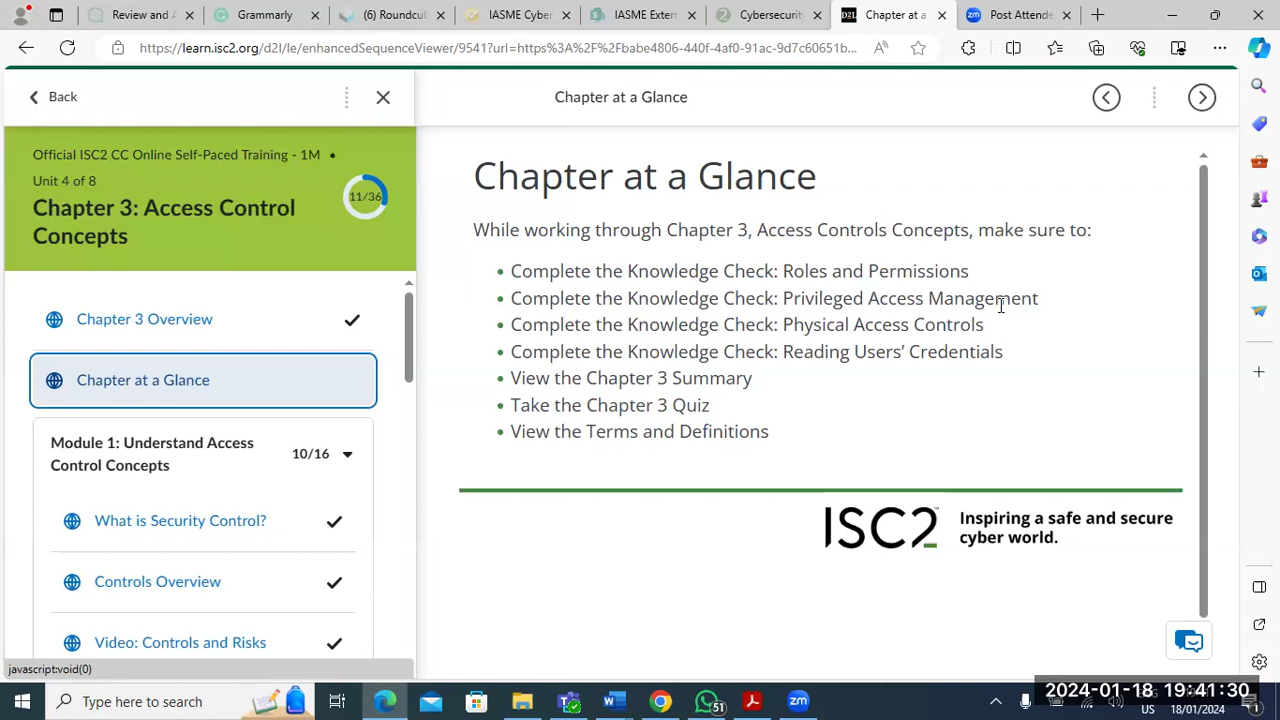 Review and A
Grammarly
(6) Roundcub
IASME Cyber
IASME Extern
Cybersecurity
Chapter at a
Post Attende
https://learn.isc2.org/d2l/le/enhancedSequenceViewer/9541?url=https%3A%2F%2Fbabe4806-440f-4af0-91ac-9d7c60651b...
Back
Chapter at a Glance
Official ISC2 CC Online Self-Paced Training - 1M •
Unit 4 of 8
Chapter 3: Access Control
Concepts
11/36
Chapter 3 Overview
Chapter at a Glance
Module 1: Understand Access
Control Concepts
10/16
What is Security Control?
Controls Overview
Video: Controls and Risks
javascript:void(0)
Chapter at a Glance
While working through Chapter 3, Access Controls Concepts, make sure to:
• Complete the Knowledge Check: Roles and Permissions
• Complete the Knowledge Check: Privileged Access Management
• Complete the Knowledge Check: Physical Access Controls
• Complete the Knowledge Check: Reading Users’ Credentials
• View the Chapter 3 Summary
• Take the Chapter 3 Quiz
• View the Terms and Definitions
ISC2
Inspiring a safe and secure
cyber world.
Type here to search
51
zm
2024-01-18 19:41:30
US
18/01/2024